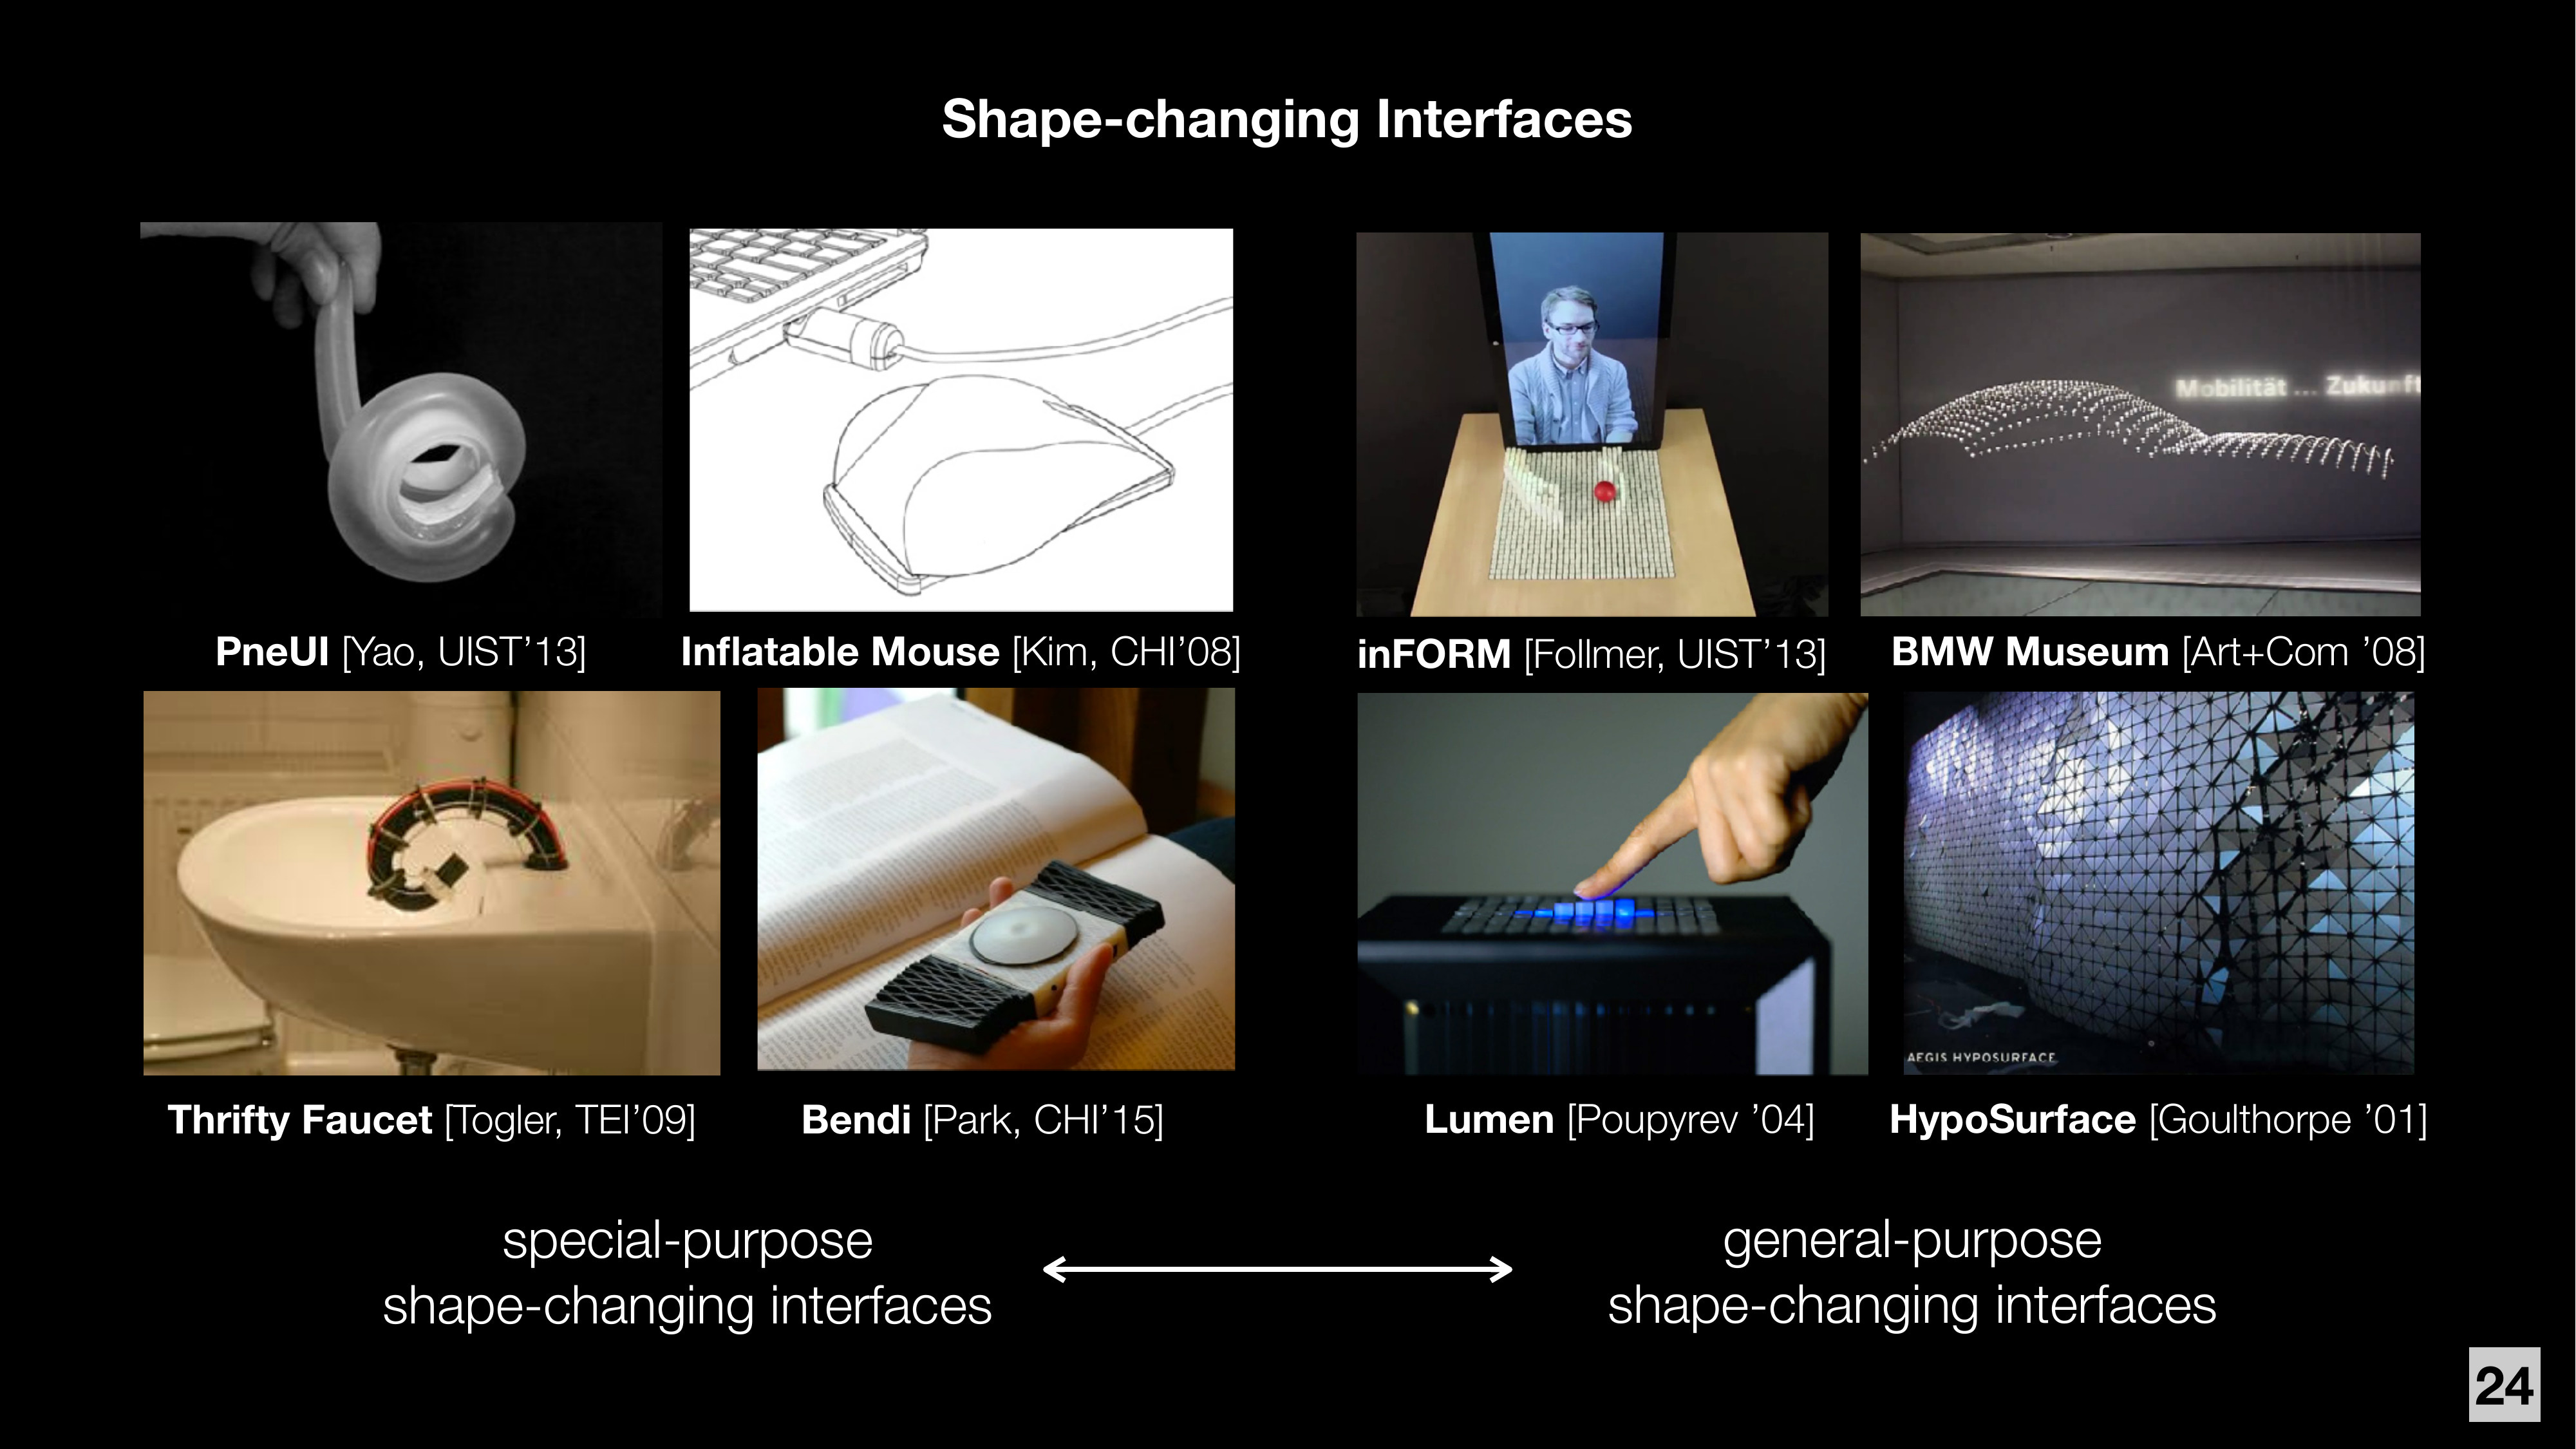 Shape-changing Interfaces
Mobilität ... Zukunft
PneUI [Yao, UIST’13]
Inflatable Mouse [Kim, CHI’08]
inFORM [Follmer, UIST’13]
BMW Museum [Art+Com ’08]
AEGIS HYPOSURFACE
Thrifty Faucet [Togler, TEI’09]
Bendi [Park, CHI’15]
Lumen [Poupyrev ’04]
HypoSurface [Goulthorpe ’01]
special-purpose
shape-changing interfaces
general-purpose
shape-changing interfaces
24